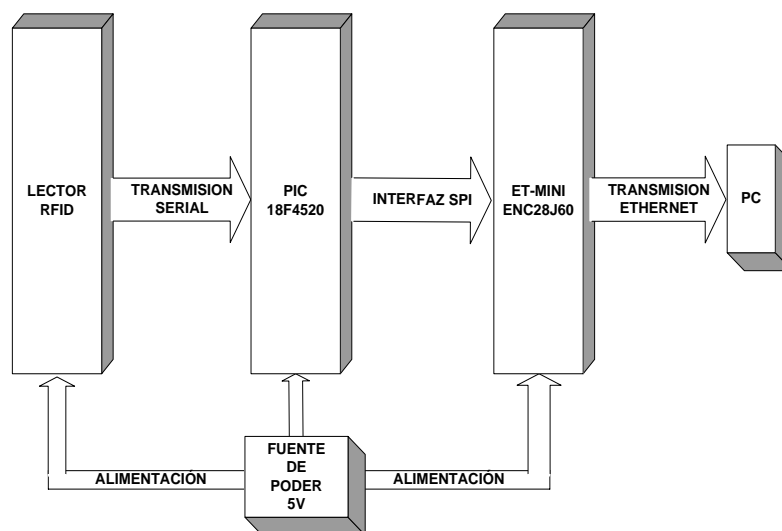 LECTOR
RFID
TRANSMISION
SERIAL
PIC
18F4520
INTERFAZ SPI
ET-MINI
ENC28J60
TRANSMISION
ETHERNET
PC
ALIMENTACIÓN
FUENTE
DE
PODER
5V
ALIMENTACIÓN